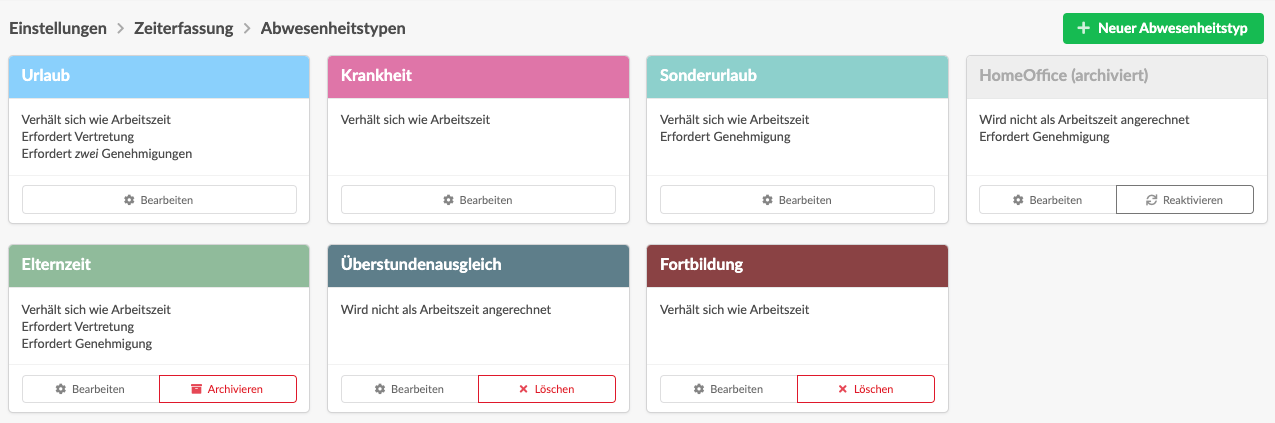 Einstellungen > Zeiterfassung > Abwesenheitstypen
Neuer Abwesenheitstyp
Urlaub
Verhält sich wie Arbeitszeit
Erfordert Vertretung
Erfordert zwei Genehmigungen
Bearbeiten
Krankheit
Verhält sich wie Arbeitszeit
Bearbeiten
Sonderurlaub
Verhält sich wie Arbeitszeit
Erfordert Genehmigung
Bearbeiten
HomeOffice (archiviert)
Wird nicht als Arbeitszeit angerechnet
Erfordert Genehmigung
Bearbeiten
Reaktivieren
Elternzeit
Verhält sich wie Arbeitszeit
Erfordert Vertretung
Erfordert Genehmigung
Bearbeiten
Archivieren
Überstundenausgleich
Wird nicht als Arbeitszeit angerechnet
Bearbeiten
Löschen
Fortbildung
Verhält sich wie Arbeitszeit
Bearbeiten
Löschen